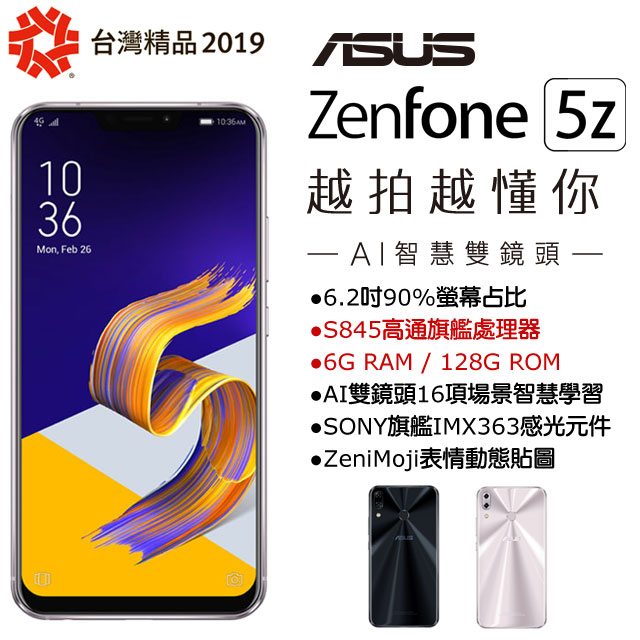 台灣精品 2019
®
ASUS
Zenfone 5z
越拍越懂你
AI智慧雙鏡頭
●6.2吋90%螢幕占比
●S845高通旗艦處理器
●6G RAM / 128G ROM
●AI雙鏡頭16項場景智慧學習
●SONY旗艦IMX363感光元件
●ZeniMoji表情動態貼圖
4G 10:36AM
10
36
Mon, Feb 26
ASUS